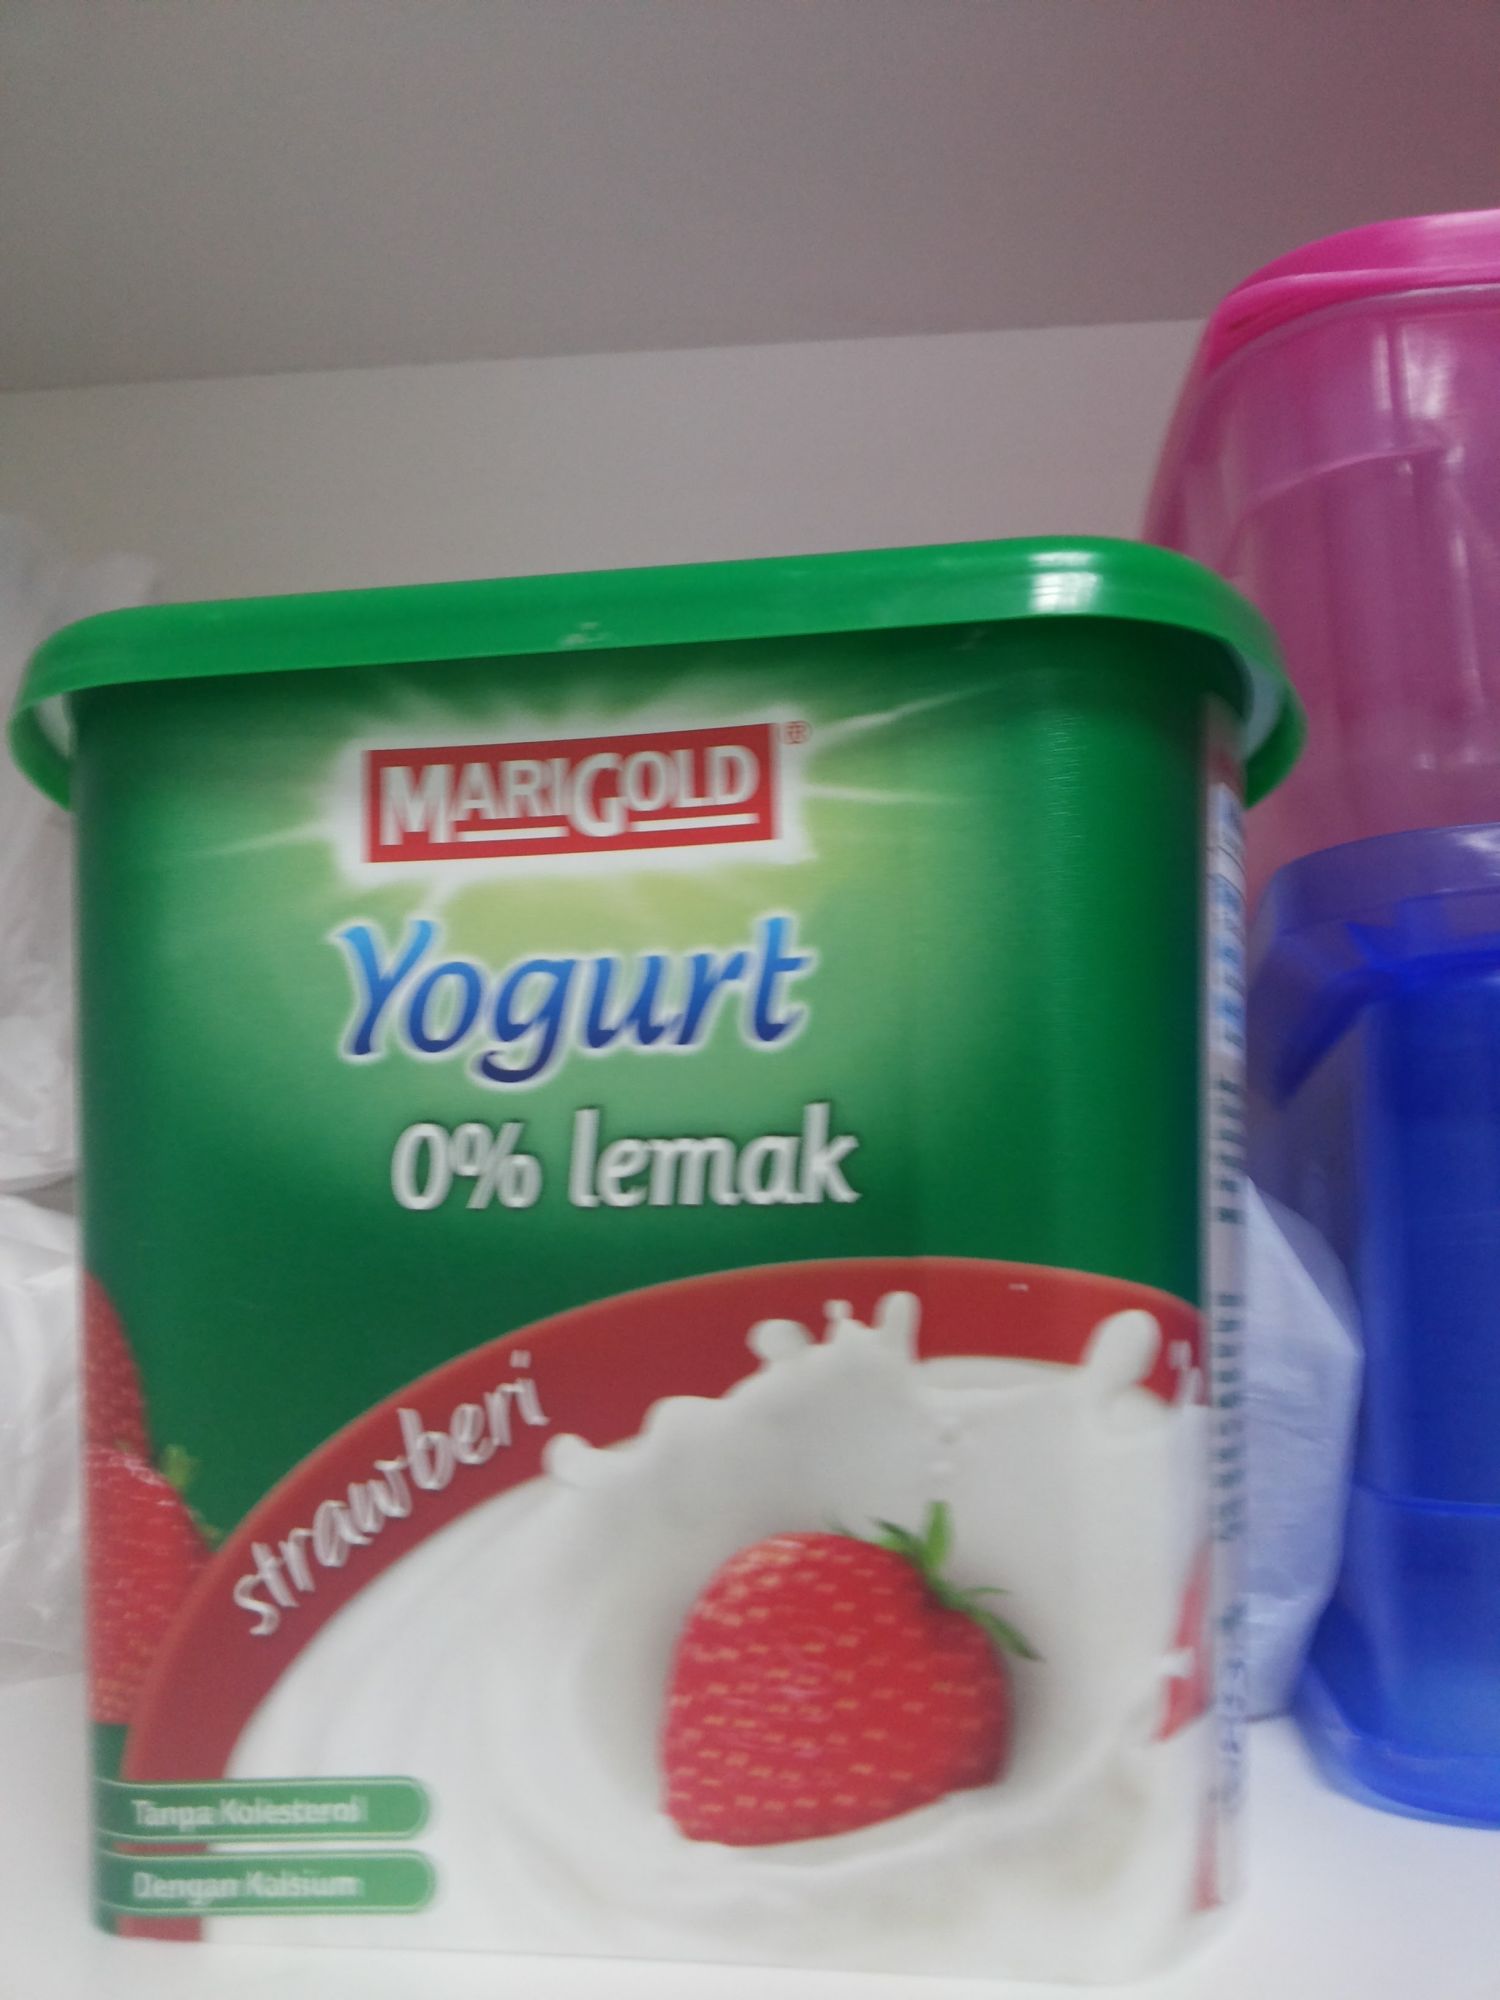 MARIGOLD®
Yogurt
0% lemak
strawberi
Tanpa Kolesterol
Dengan Kalsium